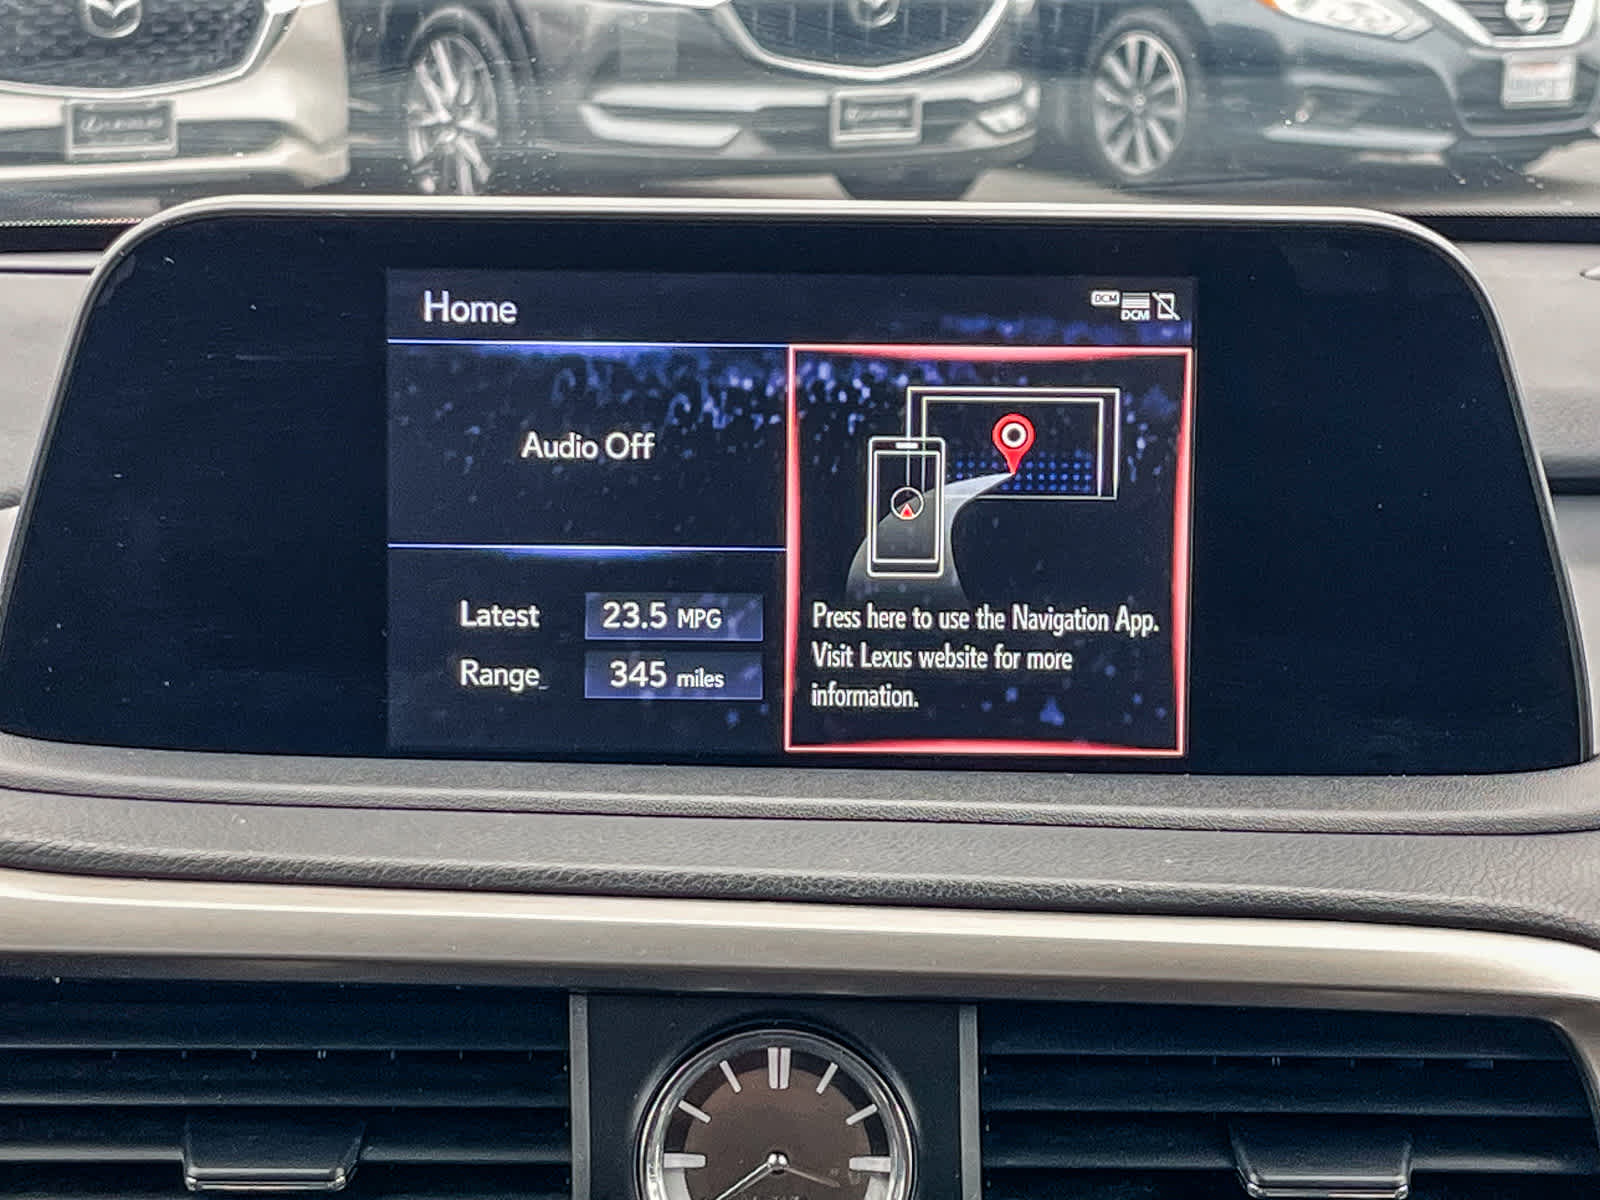 Home
DCM
DCM
Audio Off
Latest 23.5 MPG
Range 345 miles
Press here to use the Navigation App.
Visit Lexus website for more
information.